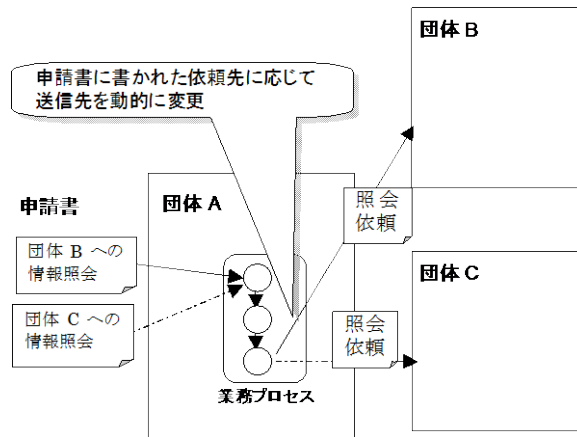 団体 B
申請書に書かれた依頼先に応じて
送信先を動的に変更
申請書
団体 A
照会
依頼
団体 B への
情報照会
団体 C
団体 C への
情報照会
照会
依頼
業務プロセス